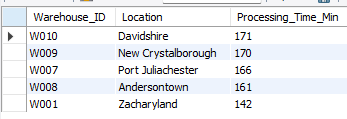 Warehouse_ID Location Processing_Time_Min
W010 Davidshire 171
W009 New Crystalborough 170
W007 Port Juliachester 166
W008 Andersontown 161
W001 Zacharyland 142